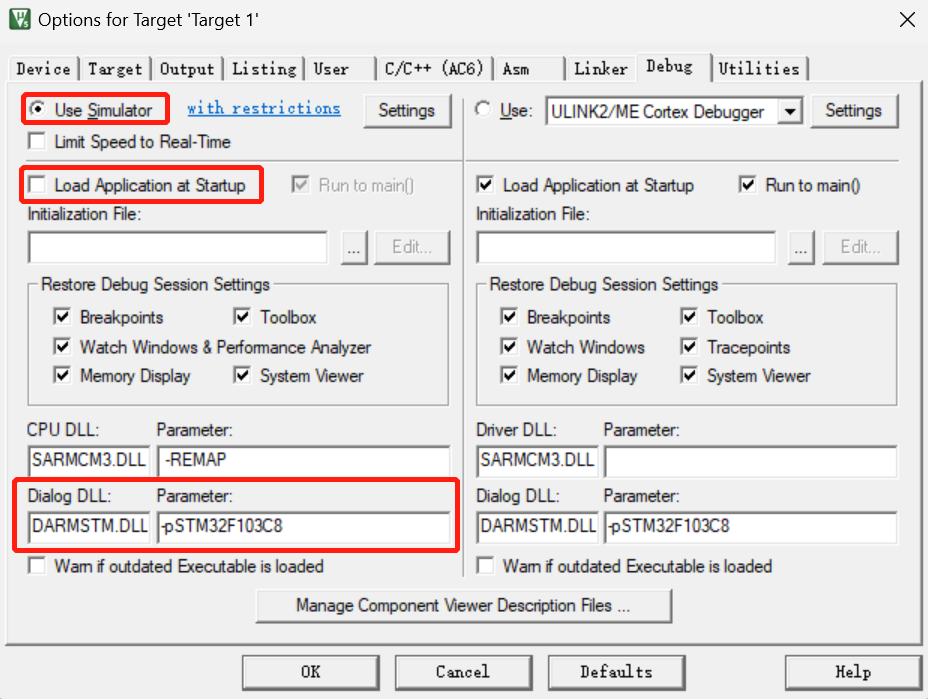 Options for Target 'Target 1'
Device Target Output Listing User C/C++ (AC6) Asm Linker Debug Utilities
Use Simulator with restrictions Settings
Limit Speed to Real-Time
Load Application at Startup Run to main()
Initialization File:
... Edit...
Restore Debug Session Settings
Breakpoints Toolbox
Watch Windows & Performance Analyzer
Memory Display System Viewer
CPU DLL: Parameter:
SARMCM3.DLL -REMAP
Dialog DLL: Parameter:
DARMSTM.DLL -pSTM32F103C8
Warn if outdated Executable is loaded
Use: ULINK2/ME Cortex Debugger Settings
Load Application at Startup Run to main()
Initialization File:
... Edit...
Restore Debug Session Settings
Breakpoints Toolbox
Watch Windows Tracepoints
Memory Display System Viewer
Driver DLL: Parameter:
SARMCM3.DLL
Dialog DLL: Parameter:
DARMSTM.DLL -pSTM32F103C8
Warn if outdated Executable is loaded
Manage Component Viewer Description Files ...
OK Cancel Defaults Help